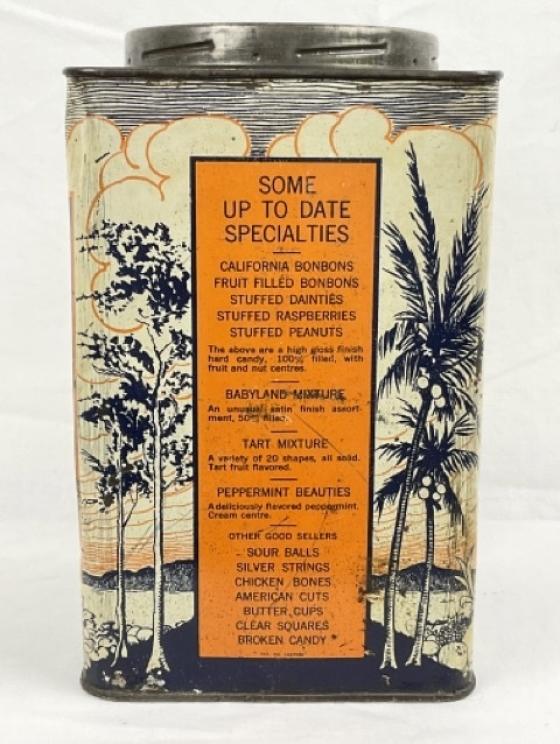 SOME
UP TO DATE
SPECIALTIES
CALIFORNIA BONBONS
FRUIT FILLED BONBONS
STUFFED DAINTIES
STUFFED RASPBERRIES
STUFFED PEANUTS
The above are a high gloss finish
hard candy, 100% filled, with
fruit and nut centres.
BABYLAND MIXTURE
An unusual satin finish assort-
ment, 50% filled.
TART MIXTURE
A variety of 20 shapes, all solid.
Tart fruit flavored.
PEPPERMINT BEAUTIES
A deliciously flavored peppermint.
Cream centre.
OTHER GOOD SELLERS
SOUR BALLS
SILVER STRINGS
CHICKEN BONES
AMERICAN CUTS
BUTTER CUPS
CLEAR SQUARES
BROKEN CANDY